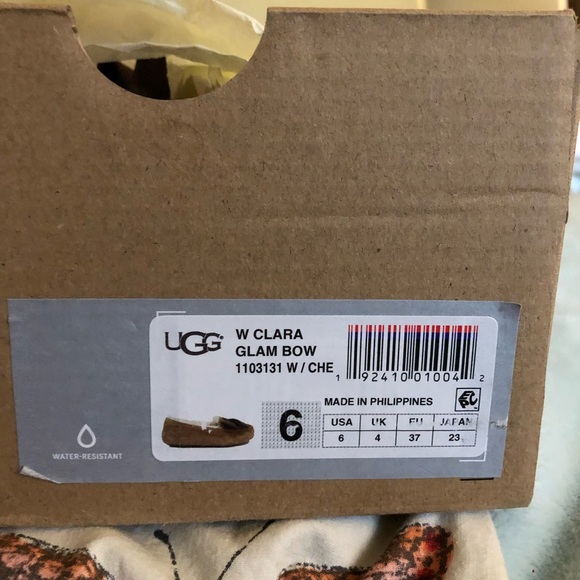 UGG
W CLARA
GLAM BOW
1103131 W / CHE
1 92410 01004 2
MADE IN PHILIPPINES
6
USA UK EU JAPAN
6 4 37 23
WATER-RESISTANT